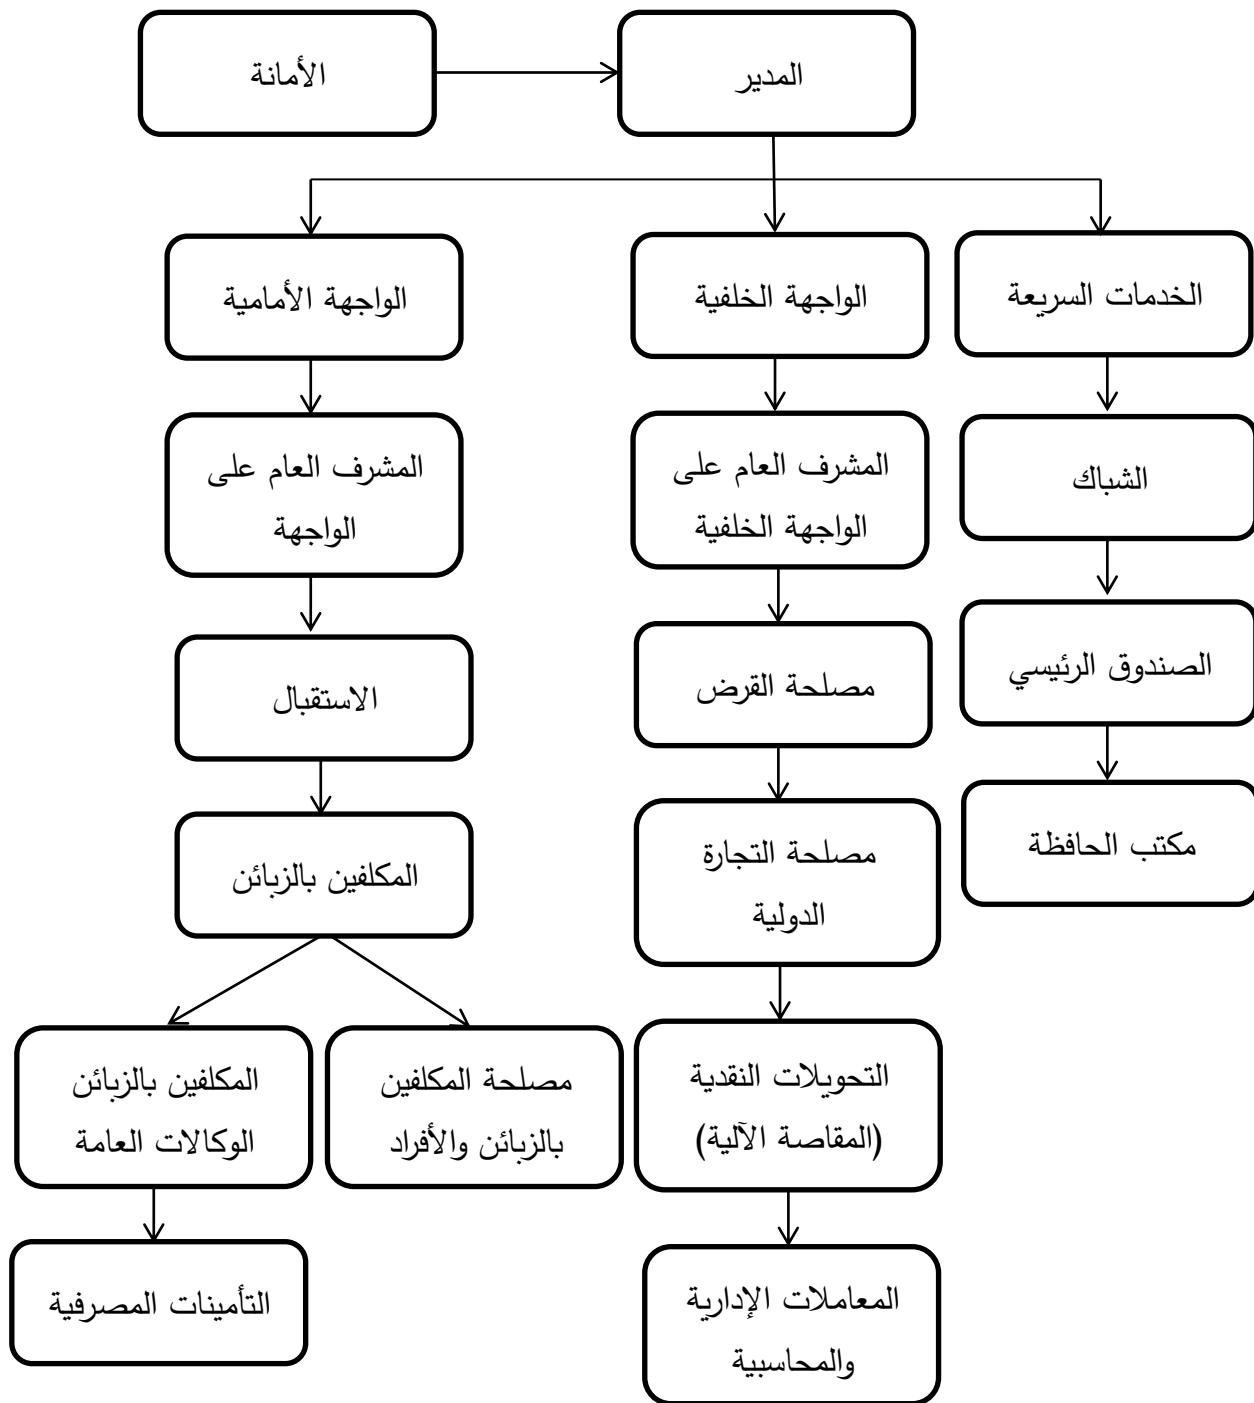 المدير
الأمانة
الخدمات السريعة
الواجهة الخلفية
الواجهة الأمامية
الشباك
المشرف العام على
الواجهة الخلفية
المشرف العام على
الواجهة
الصندوق الرئيسي
مصلحة القرض
الاستقبال
مكتب الحافظة
مصلحة التجارة
الدولية
المكلفين بالزبائن
التحويلات النقدية
(المقاصة الآلية)
مصلحة المكلفين
بالزبائن والأفراد
المكلفين بالزبائن
الوكالات العامة
المعاملات الإدارية
والمحاسبية
التأمينات المصرفية